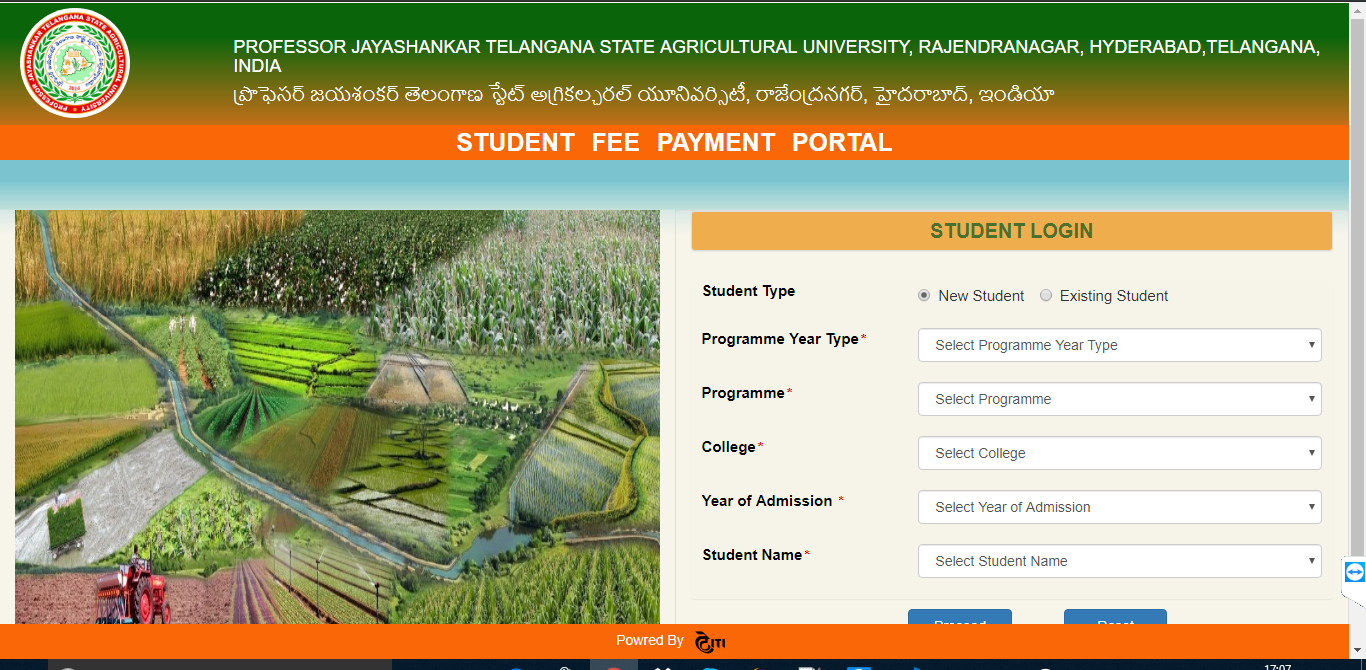 PROFESSOR JAYASHANKAR TELANGANA STATE AGRICULTURAL UNIVERSITY, RAJENDRANAGAR, HYDERABAD,TELANGANA,
INDIA
ప్రొఫెసర్ జయశంకర్ తెలంగాణ స్టేట్ అగ్రికల్చరల్ యూనివర్సిటీ, రాజేంద్రనగర్, హైదరాబాద్, ఇండియా
STUDENT FEE PAYMENT PORTAL
STUDENT LOGIN
Student Type
New Student Existing Student
Programme Year Type*
Select Programme Year Type
Programme*
Select Programme
College*
Select College
Year of Admission *
Select Year of Admission
Student Name*
Select Student Name
Proceed Reset
Powred By
17:07